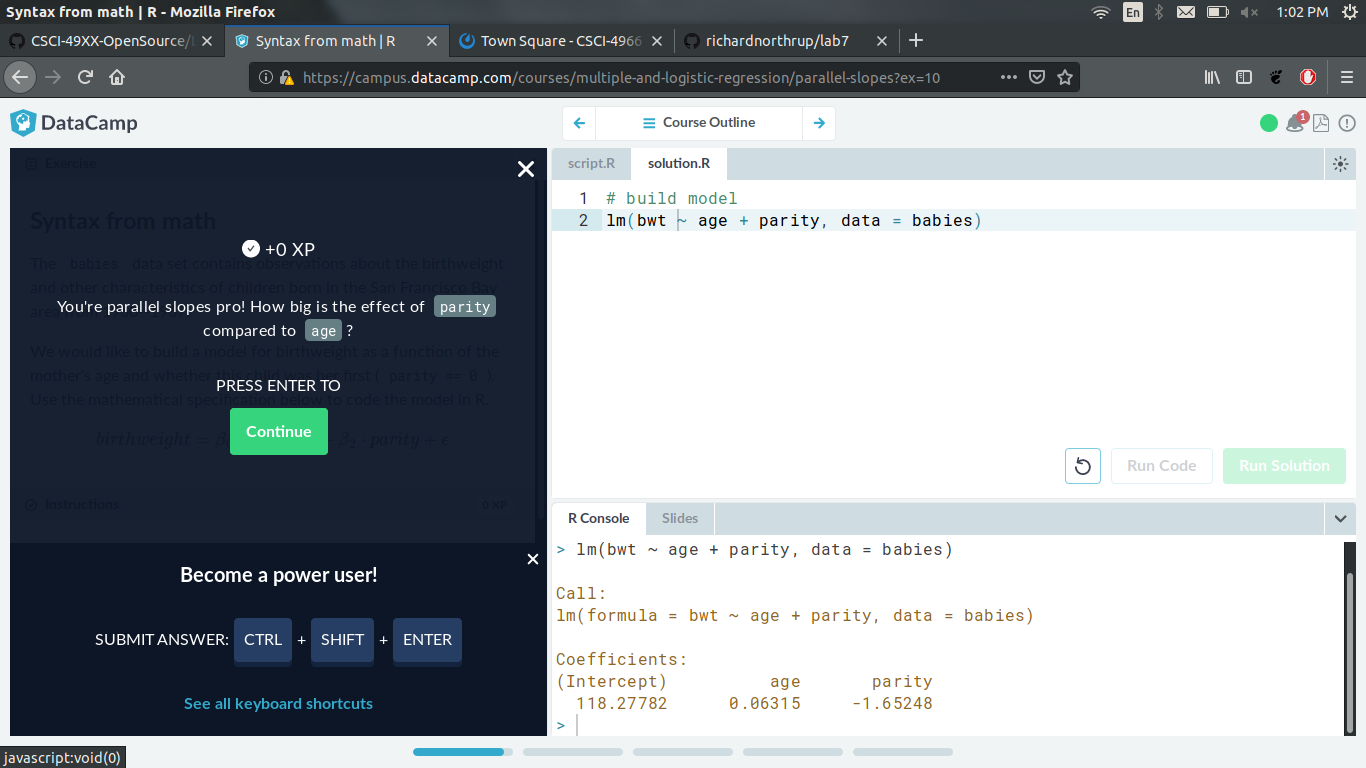 Syntax from math | R - Mozilla Firefox
En
1:02 PM
CSCI-49XX-OpenSource/
Syntax from math | R
Town Square - CSCI-4966
richardnorthrup/lab7
https://campus.datacamp.com/courses/multiple-and-logistic-regression/parallel-slopes?ex=10
DataCamp
Course Outline
1
Exercise
Syntax from math
The babies data set contains observations about the birthweight
and other characteristics of children born in the San Francisco Bay
+0 XP
You're parallel slopes pro! How big is the effect of parity
compared to age ?
We would like to build a model for birthweight as a function of the
mother's age and whether this child was her first ( parity == 0 ).
PRESS ENTER TO
Use the mathematical specification below to code the model in R.
Continue
birthweight = β · parity + ϵ
Instructions
0 XP
Become a power user!
SUBMIT ANSWER: CTRL + SHIFT + ENTER
See all keyboard shortcuts
script.R
solution.R
1 # build model
2 lm(bwt ~ age + parity, data = babies)
Run Code
Run Solution
R Console
Slides
> lm(bwt ~ age + parity, data = babies)
Call:
lm(formula = bwt ~ age + parity, data = babies)
Coefficients:
(Intercept) age parity
118.27782 0.06315 -1.65248
>
javascript:void(0)